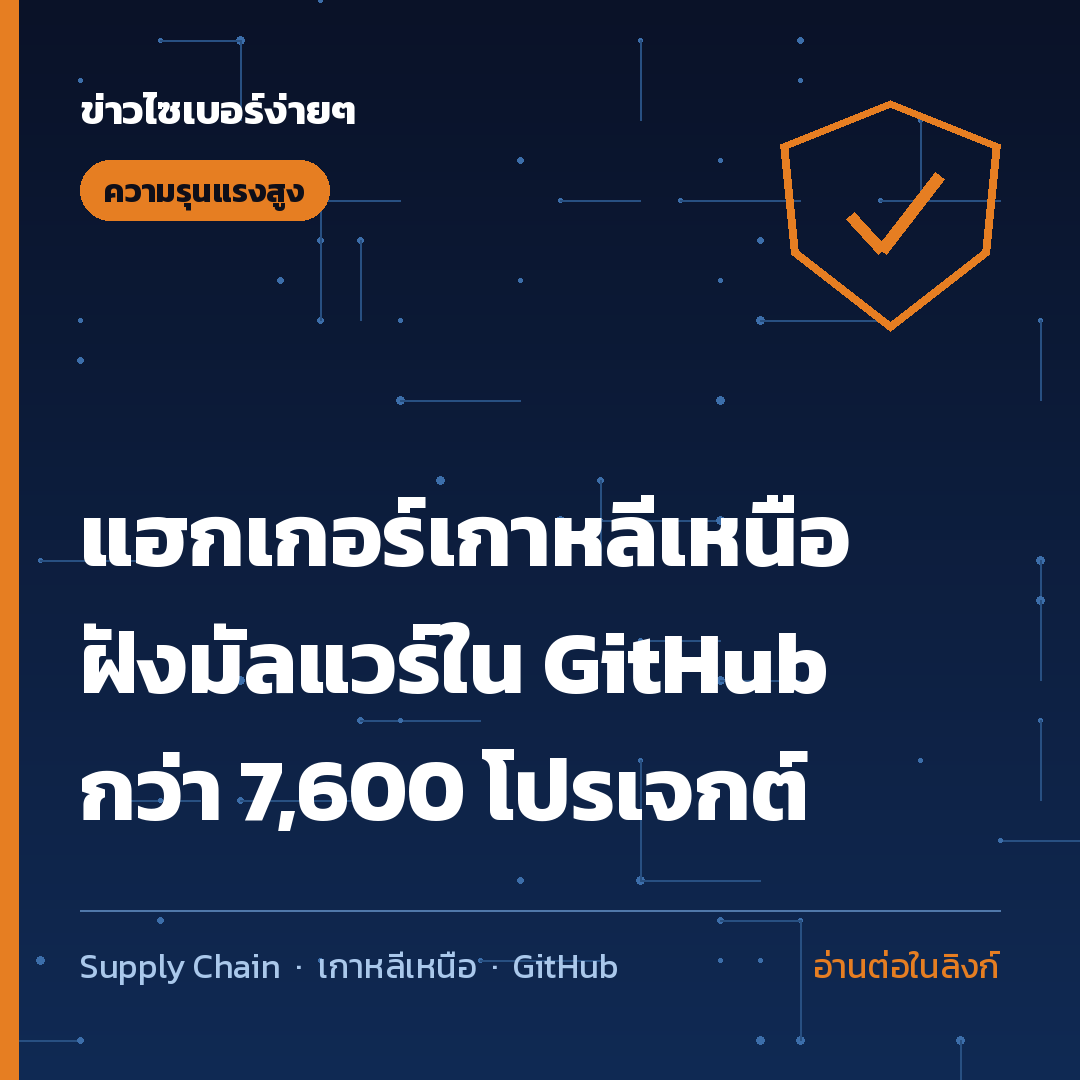 ข่าวไซเบอร์ง่ายๆ
ความรุนแรงสูง
แฮกเกอร์เกาหลีเหนือ
ฝังมัลแวร์ใน GitHub
กว่า 7,600 โปรเจกต์
Supply Chain · เกาหลีเหนือ · GitHub
อ่านต่อในลิงก์